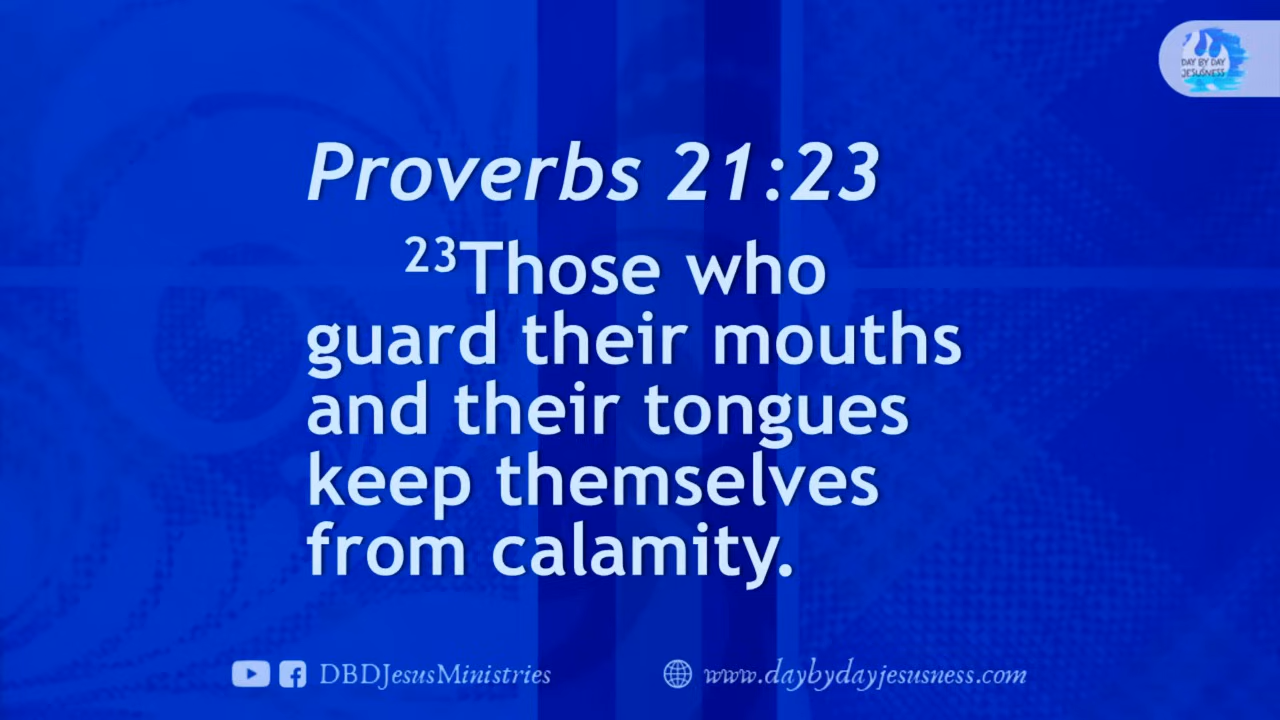 DAY BY DAY
JESUSNESS
Proverbs 21:23
23Those who
guard their mouths
and their tongues
keep themselves
from calamity.
DBDJesusMinistries
www.daybydayjesusness.com